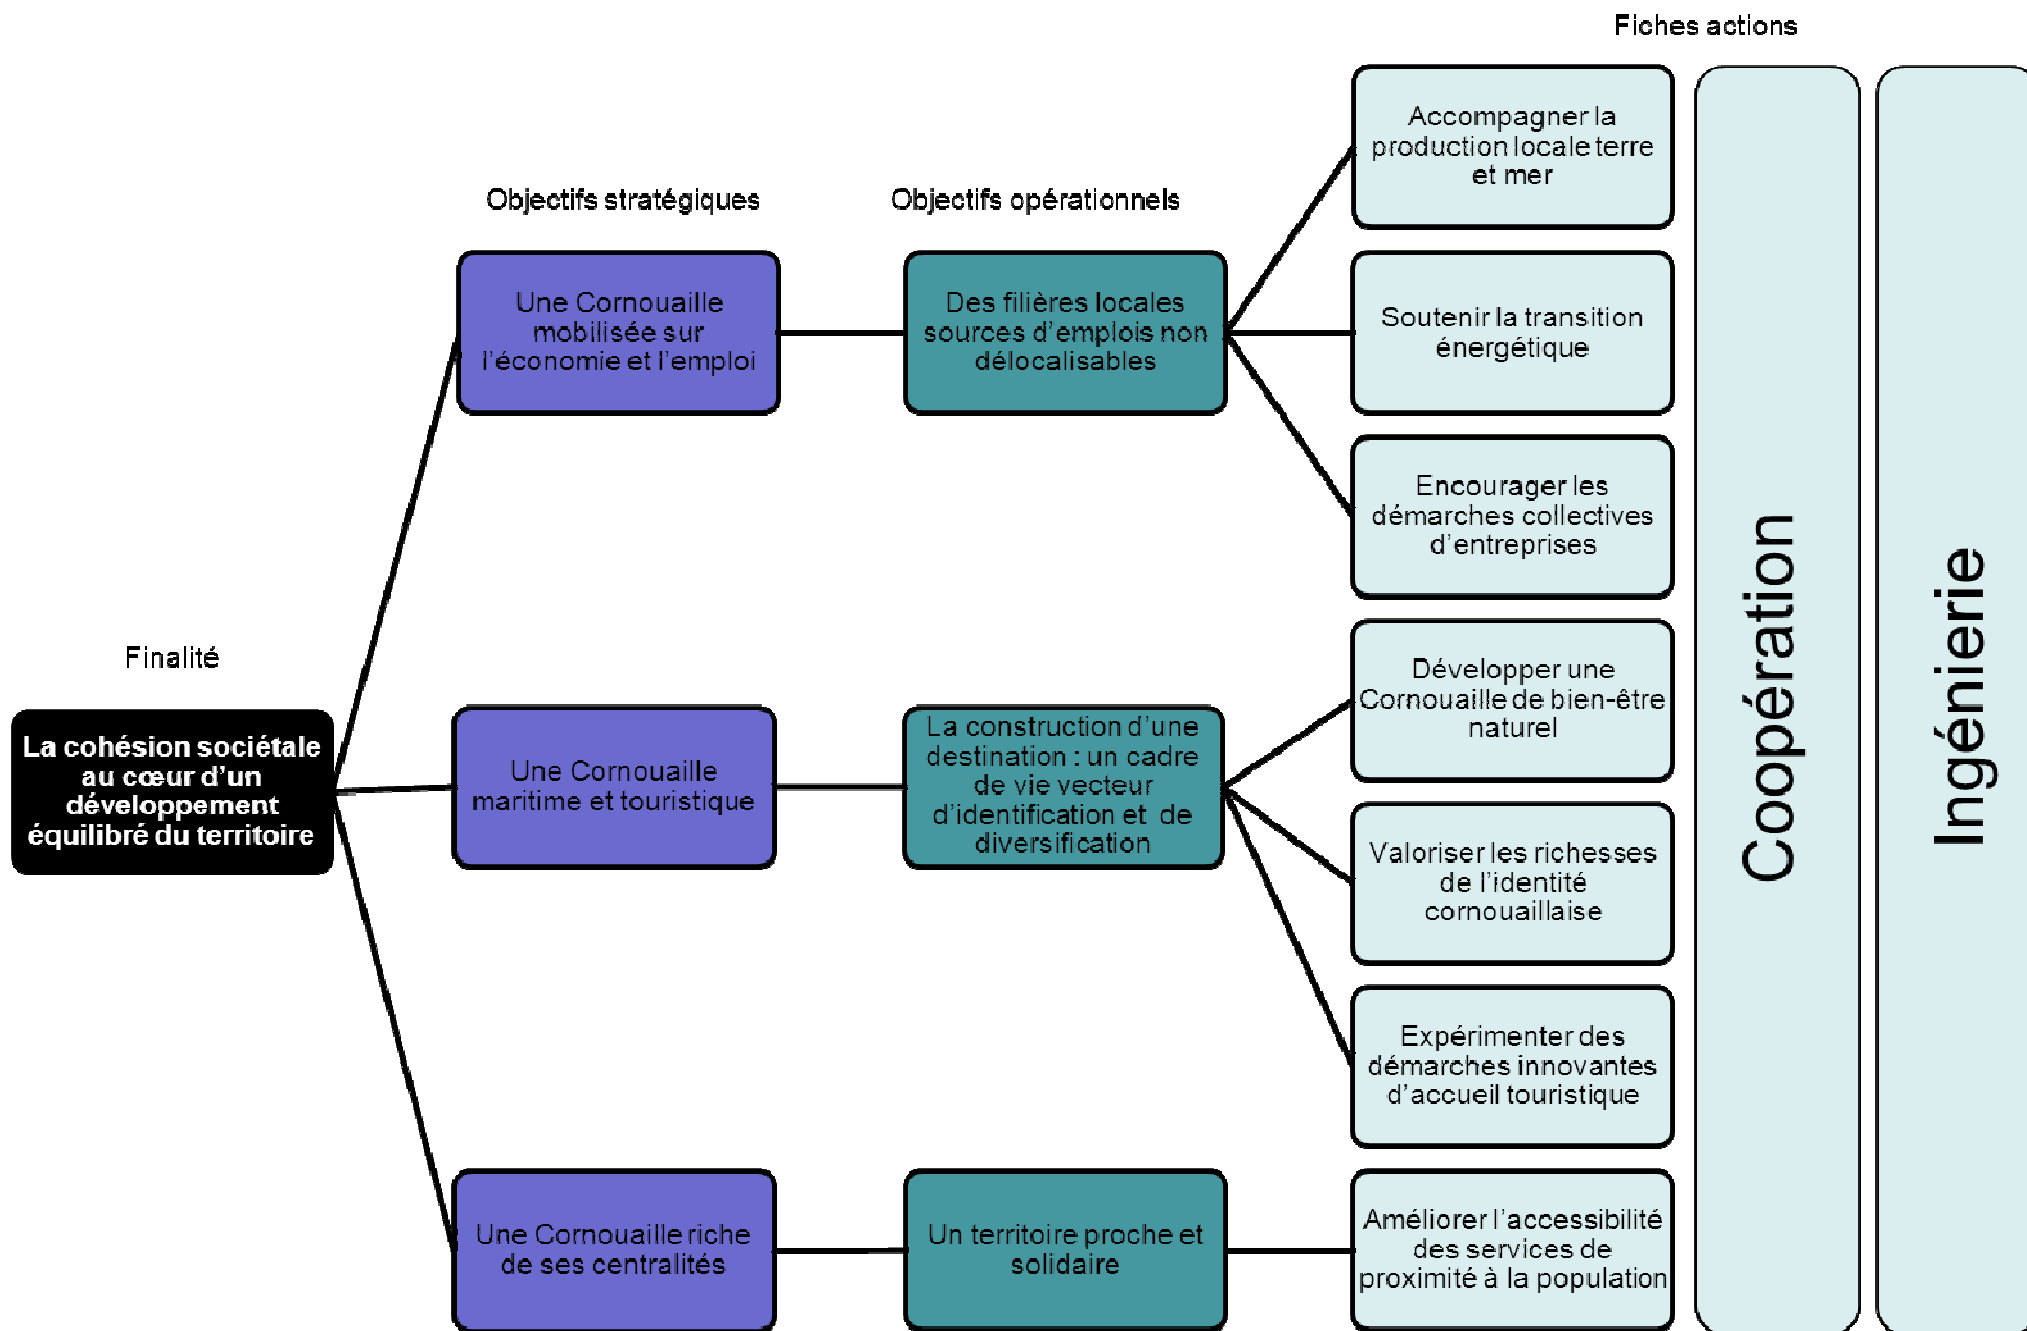 Fiches actions
Objectifs stratégiques
Objectifs opérationnels
Finalité
La cohésion sociétale
au cœur d'un
développement
équilibré du territoire
Une Cornouaille
mobilisée sur
l'économie et l'emploi
Des filières locales
sources d'emplois non
délocalisables
Accompagner la
production locale terre
et mer
Soutenir la transition
énergétique
Encourager les
démarches collectives
d'entreprises
Une Cornouaille
maritime et touristique
La construction d'une
destination : un cadre
de vie vecteur
d'identification et de
diversification
Développer une
Cornouaille de bien-être
naturel
Valoriser les richesses
de l'identité
cornouaillaise
Expérimenter des
démarches innovantes
d'accueil touristique
Une Cornouaille riche
de ses centralités
Un territoire proche et
solidaire
Améliorer l'accessibilité
des services de
proximité à la population
Coopération
Ingénierie